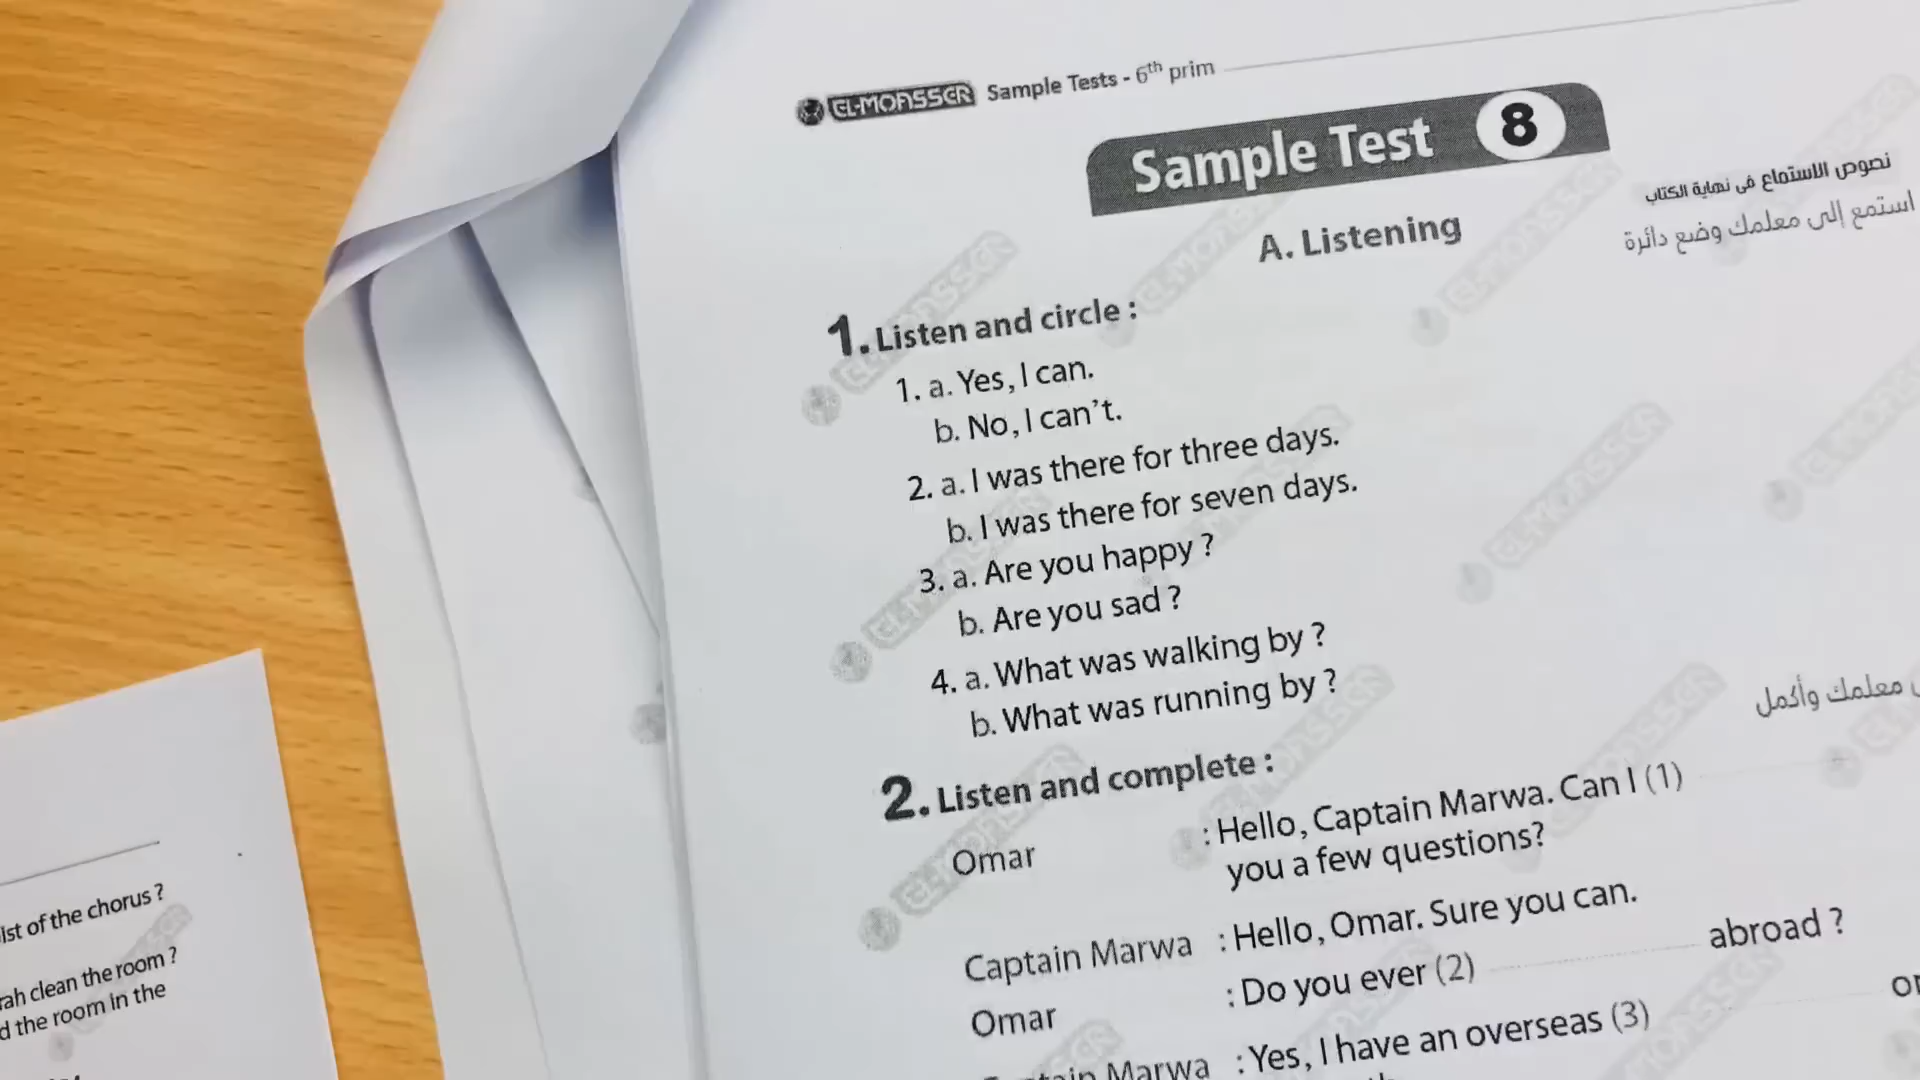 EL-MOASSER Sample Tests - 6th prim
Sample Test 8
نصوص الاستماع فى نهاية الكتاب
A. Listening
استمع إلى معلمك وضع دائرة
1. Listen and circle :
1. a. Yes, I can.
b. No, I can't.
2. a. I was there for three days.
b. I was there for seven days.
3. a. Are you happy ?
b. Are you sad ?
4. a. What was walking by ?
b. What was running by ?
معلمك وأكمل
2. Listen and complete :
Omar : Hello, Captain Marwa. Can I (1)
you a few questions?
Captain Marwa : Hello, Omar. Sure you can.
Omar : Do you ever (2) abroad ?
Marwa : Yes, I have an overseas (3)
of the chorus ?
clean the room ?
the room in the